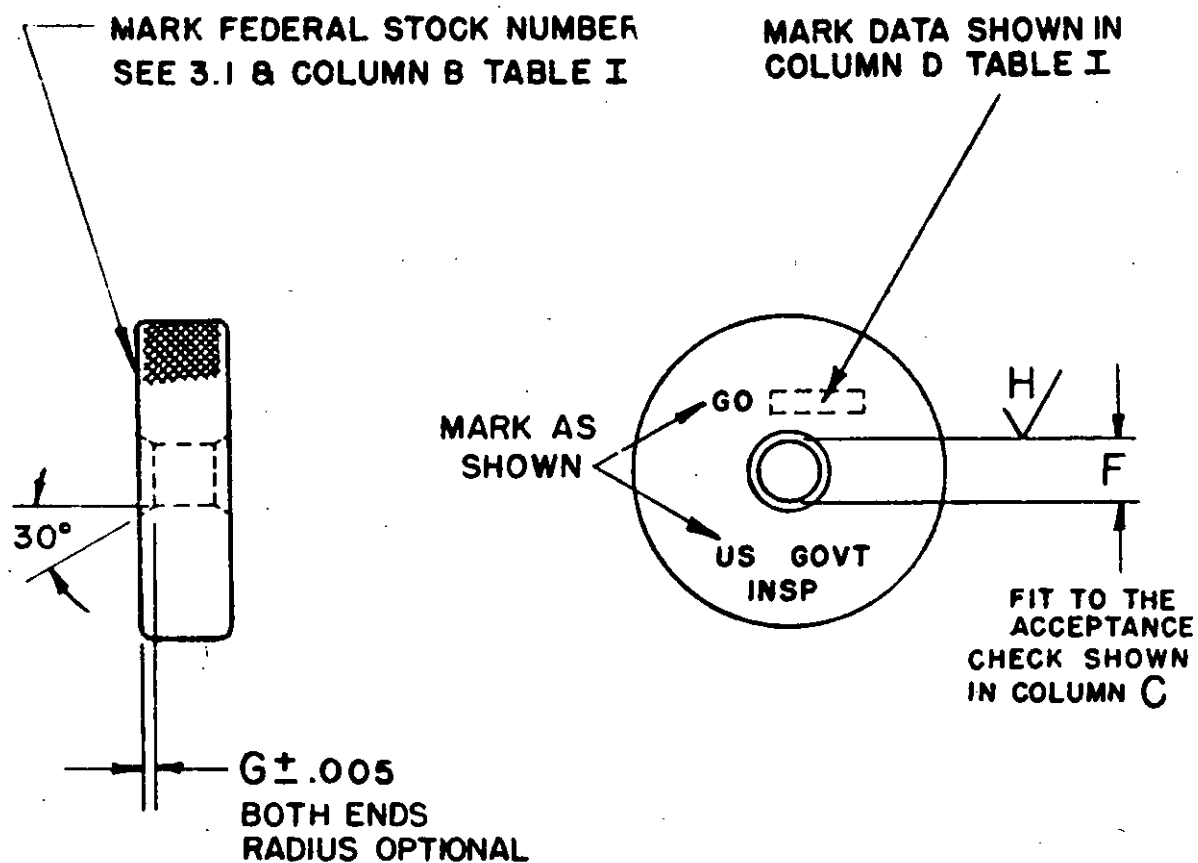 MARK FEDERAL STOCK NUMBER
SEE 3.1 & COLUMN B TABLE I
MARK DATA SHOWN IN
COLUMN D TABLE I
GO
MARK AS
SHOWN
H
F
30°
US GOVT
INSP
FIT TO THE
ACCEPTANCE
CHECK SHOWN
IN COLUMN C
G±.005
BOTH ENDS
RADIUS OPTIONAL